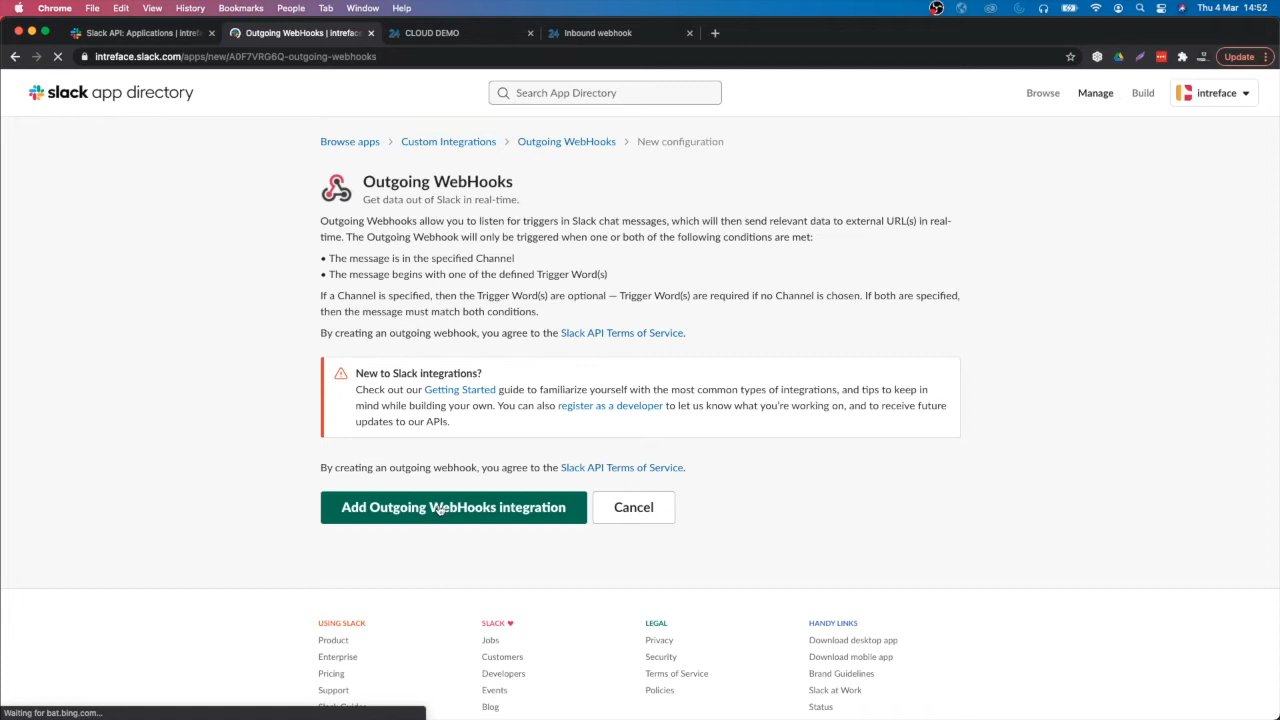 Chrome File Edit View History Bookmarks People Tab Window Help Thu 4 Mar 14:52
Slack API: Applications | intref Outgoing WebHooks | intreface CLOUD DEMO Inbound webhook
intreface.slack.com/apps/new/A0F7VRG6Q-outgoing-webhooks Update
slack app directory Search App Directory Browse Manage Build intreface
Browse apps > Custom Integrations > Outgoing WebHooks > New configuration
Outgoing WebHooks
Get data out of Slack in real-time.
Outgoing Webhooks allow you to listen for triggers in Slack chat messages, which will then send relevant data to external URL(s) in real-
time. The Outgoing Webhook will only be triggered when one or both of the following conditions are met:
• The message is in the specified Channel
• The message begins with one of the defined Trigger Word(s)
If a Channel is specified, then the Trigger Word(s) are optional — Trigger Word(s) are required if no Channel is chosen. If both are specified,
then the message must match both conditions.
By creating an outgoing webhook, you agree to the Slack API Terms of Service.
New to Slack integrations?
Check out our Getting Started guide to familiarize yourself with the most common types of integrations, and tips to keep in
mind while building your own. You can also register as a developer to let us know what you're working on, and to receive future
updates to our APIs.
By creating an outgoing webhook, you agree to the Slack API Terms of Service.
Add Outgoing WebHooks integration Cancel
USING SLACK SLACK LEGAL HANDY LINKS
Product Jobs Privacy Download desktop app
Enterprise Customers Security Download mobile app
Pricing Developers Terms of Service Brand Guidelines
Support Events Policies Slack at Work
Slack Guides Blog Status
Waiting for bat.bing.com...